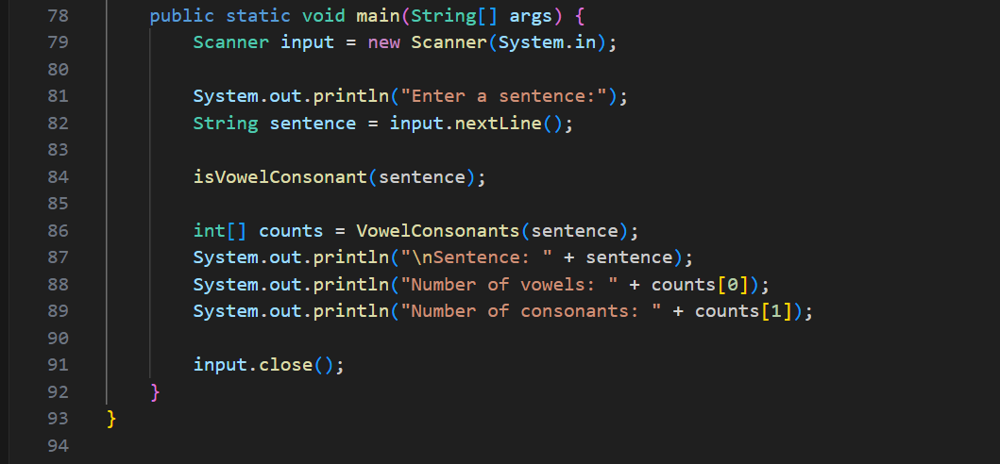 78 public static void main(String[] args) {
79 Scanner input = new Scanner(System.in);
80
81 System.out.println("Enter a sentence:");
82 String sentence = input.nextLine();
83
84 isVowelConsonant(sentence);
85
86 int[] counts = VowelConsonants(sentence);
87 System.out.println("\nSentence: " + sentence);
88 System.out.println("Number of vowels: " + counts[0]);
89 System.out.println("Number of consonants: " + counts[1]);
90
91 input.close();
92 }
93 }
94